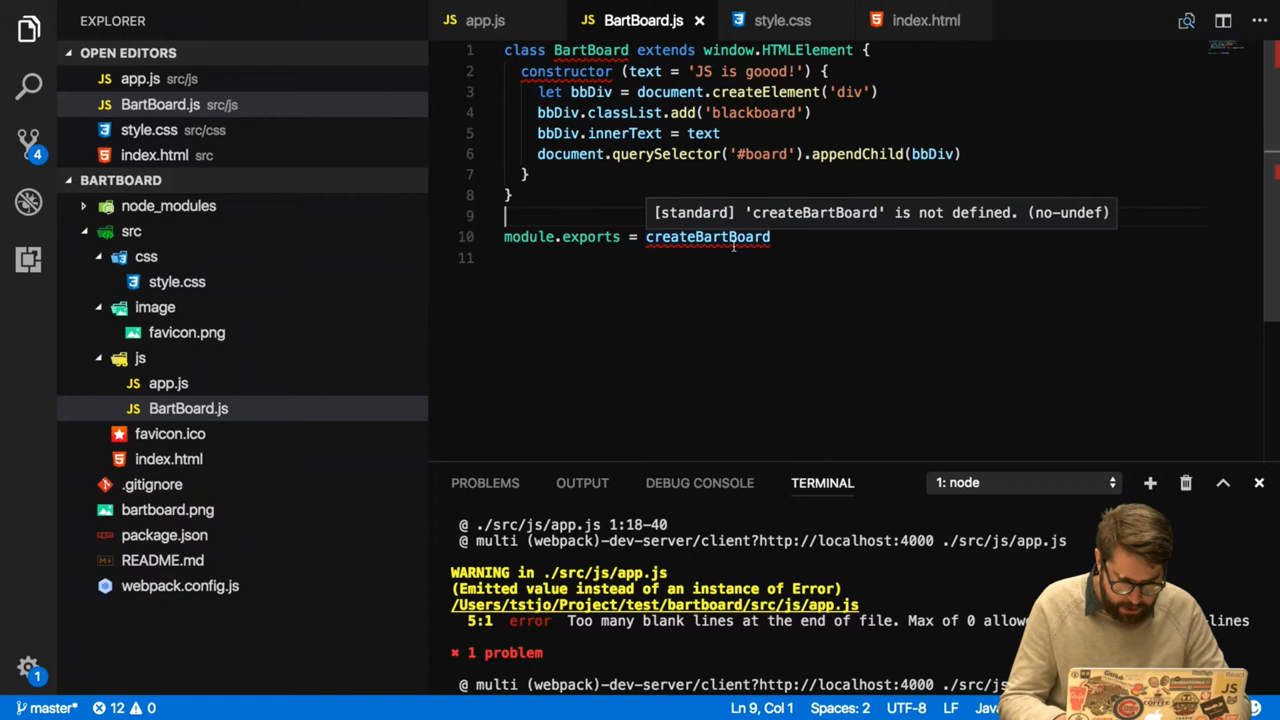 EXPLORER
OPEN EDITORS
JS app.js src/js
JS BartBoard.js src/js
style.css src/css
index.html src
BARTBOARD
node_modules
src
css
style.css
image
favicon.png
js
JS app.js
JS BartBoard.js
favicon.ico
index.html
.gitignore
bartboard.png
package.json
README.md
webpack.config.js
4
1
JS app.js
JS BartBoard.js
style.css
index.html
1 class BartBoard extends window.HTMLElement {
2 constructor (text = 'JS is goood!') {
3 let bbDiv = document.createElement('div')
4 bbDiv.classList.add('blackboard')
5 bbDiv.innerText = text
6 document.querySelector('#board').appendChild(bbDiv)
7 }
8 }
9
[standard] 'createBartBoard' is not defined. (no-undef)
10 module.exports = createBartBoard
11
PROBLEMS OUTPUT DEBUG CONSOLE TERMINAL 1: node
@ ./src/js/app.js 1:18-40
@ multi (webpack)-dev-server/client?http://localhost:4000 ./src/js/app.js
WARNING in ./src/js/app.js
(Emitted value instead of an instance of Error)
/Users/tstjo/Project/test/bartboard/src/js/app.js
5:1 error Too many blank lines at the end of file. Max of 0 allowe lines
✖ 1 problem
@ multi (webpack)-dev-server/client?http://localhost:4000 ./src/js
master* 12 0
Ln 9, Col 1 Spaces: 2 UTF-8 LF Jav
GitHub
JS